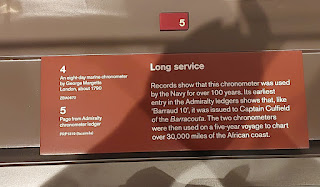 5
4
An eight-day marine chronometer
by George Margetts
London, about 1790
ZBA0672
5
Page from Admiralty
chronometer ledger
Long service
Records show that this chronometer was used
by the Navy for over 100 years. Its earliest
entry in the Admiralty ledgers shows that, like
'Barraud 10', it was issued to Captain Cutfield
of the Barracouta. The two chronometers
were then used on a five-year voyage to chart
over 30,000 miles of the African coast.